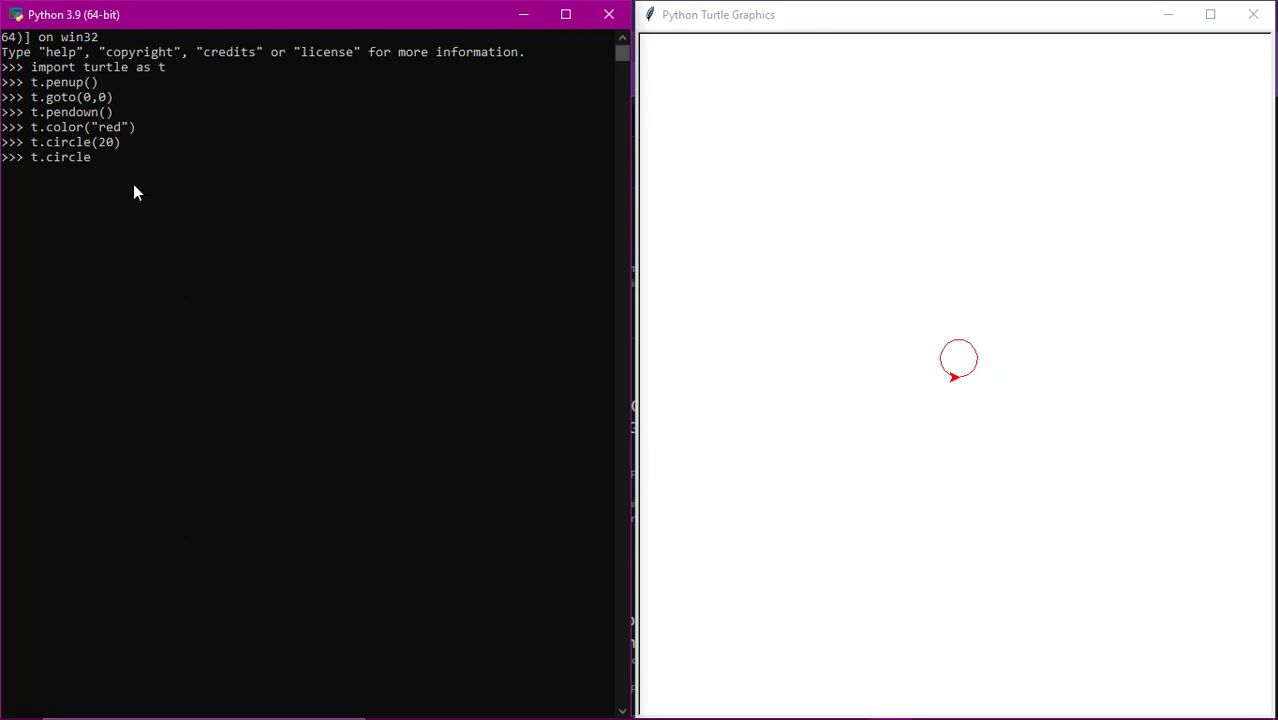 Python 3.9 (64-bit)
64)] on win32
Type "help", "copyright", "credits" or "license" for more information.
>>> import turtle as t
>>> t.penup()
>>> t.goto(0,0)
>>> t.pendown()
>>> t.color("red")
>>> t.circle(20)
>>> t.circle
Python Turtle Graphics